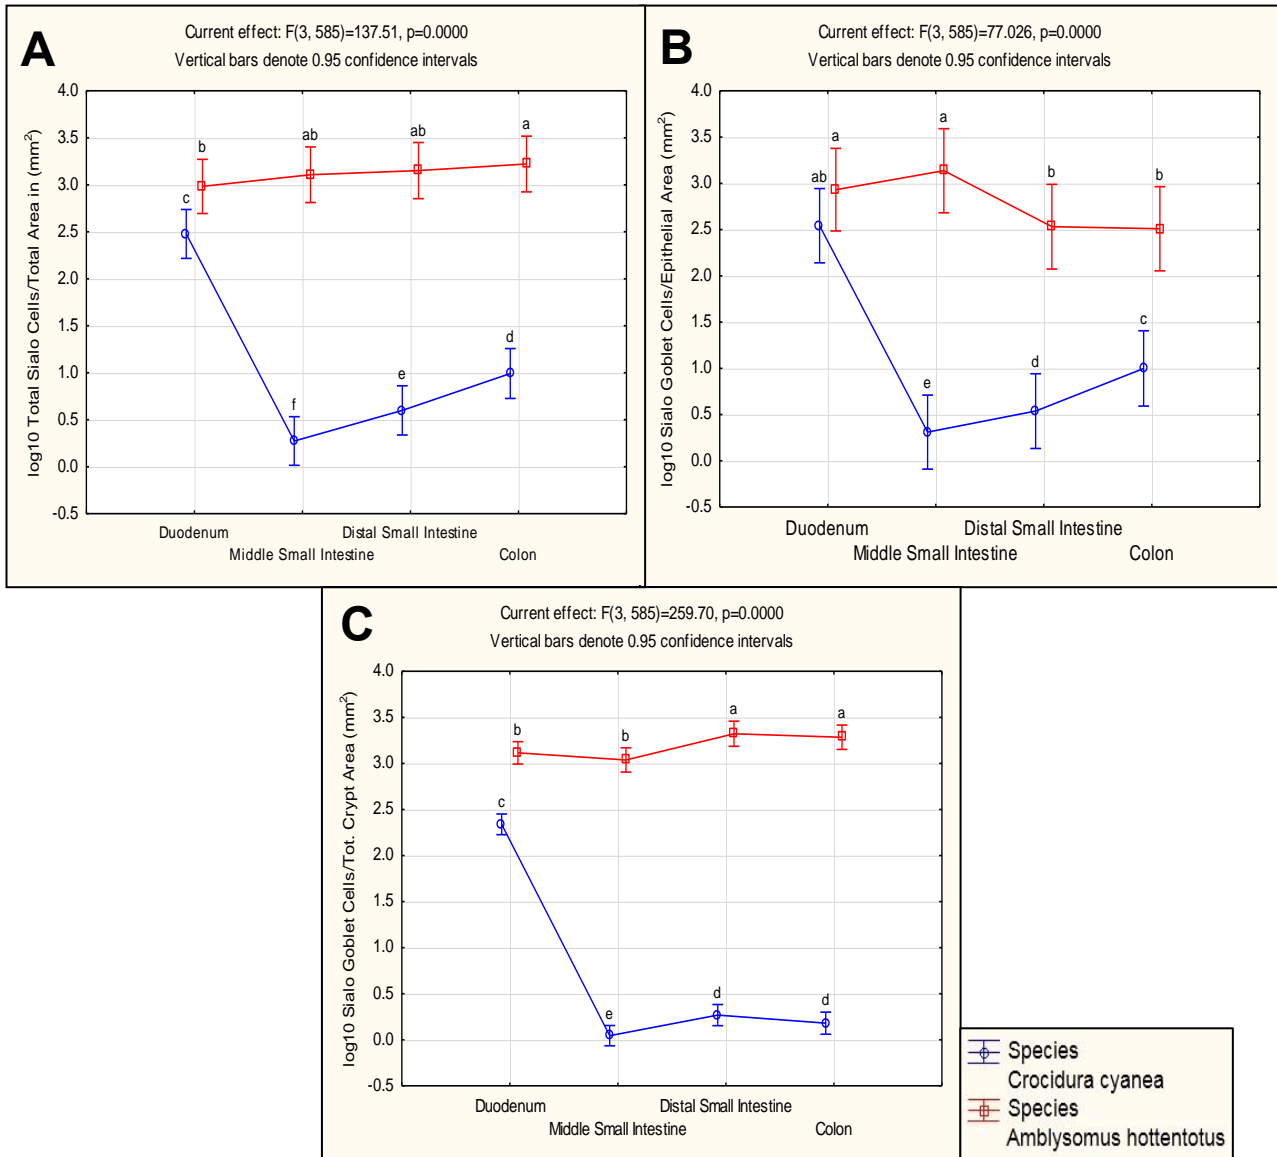 A
Current effect: F(3, 585)=137.51, p=0.0000
Vertical bars denote 0.95 confidence intervals
log10 Total Sialo Cells/Total Area in (mm²)
4.0
3.5
3.0
2.5
2.0
1.5
1.0
0.5
0.0
-0.5
b
ab
ab
a
c
f
e
d
Duodenum
Distal Small Intestine
Middle Small Intestine
Colon
B
Current effect: F(3, 585)=77.026, p=0.0000
Vertical bars denote 0.95 confidence intervals
log10 Sialo Goblet Cells/Epithelial Area (mm²)
4.0
3.5
3.0
2.5
2.0
1.5
1.0
0.5
0.0
-0.5
a
a
b
b
ab
e
d
c
Duodenum
Distal Small Intestine
Middle Small Intestine
Colon
C
Current effect: F(3, 585)=259.70, p=0.0000
Vertical bars denote 0.95 confidence intervals
log10 Sialo Goblet Cells/Tot. Crypt Area (mm²)
4.0
3.5
3.0
2.5
2.0
1.5
1.0
0.5
0.0
-0.5
b
b
a
a
c
e
d
d
Duodenum
Distal Small Intestine
Middle Small Intestine
Colon
Species
Crocidura cyanea
Species
Amblysomus hottentotus